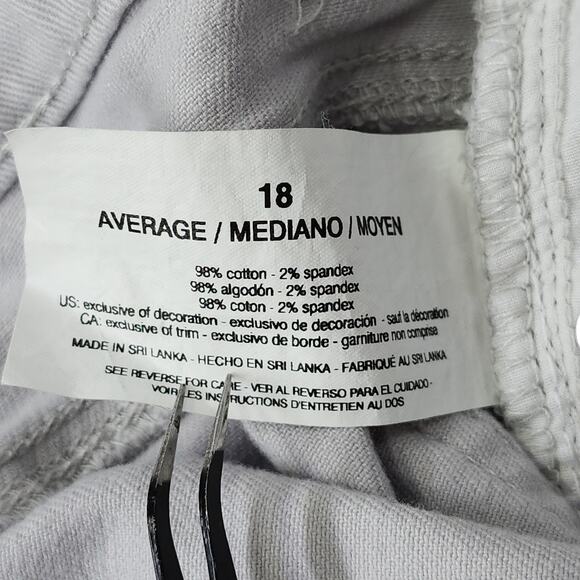 18
AVERAGE / MEDIANO / MOYEN
98% cotton - 2% spandex
98% algodón - 2% spandex
98% coton - 2% spandex
US: exclusive of decoration - exclusivo de decoración - sauf la décoration
CA: exclusive of trim - exclusivo de borde - garniture non comprise
MADE IN SRI LANKA - HECHO EN SRI LANKA - FABRIQUÉ AU SRI LANKA
SEE REVERSE FOR CARE - VER AL REVERSO PARA EL CUIDADO -
VOIR LES INSTRUCTIONS D'ENTRETIEN AU DOS